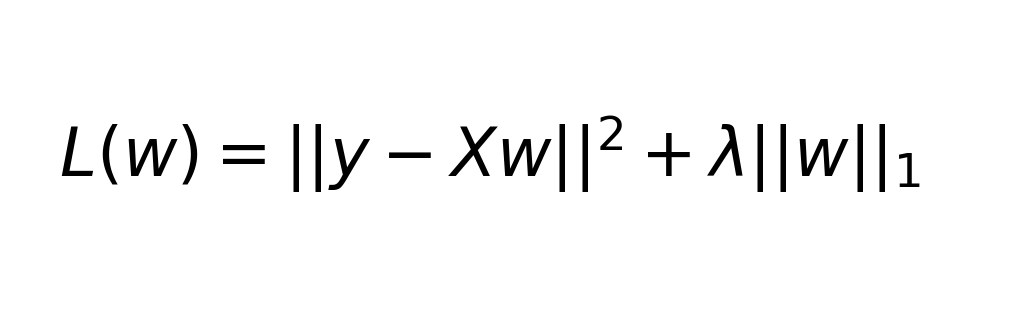 L(w) = ||y − Xw||² + λ||w||₁